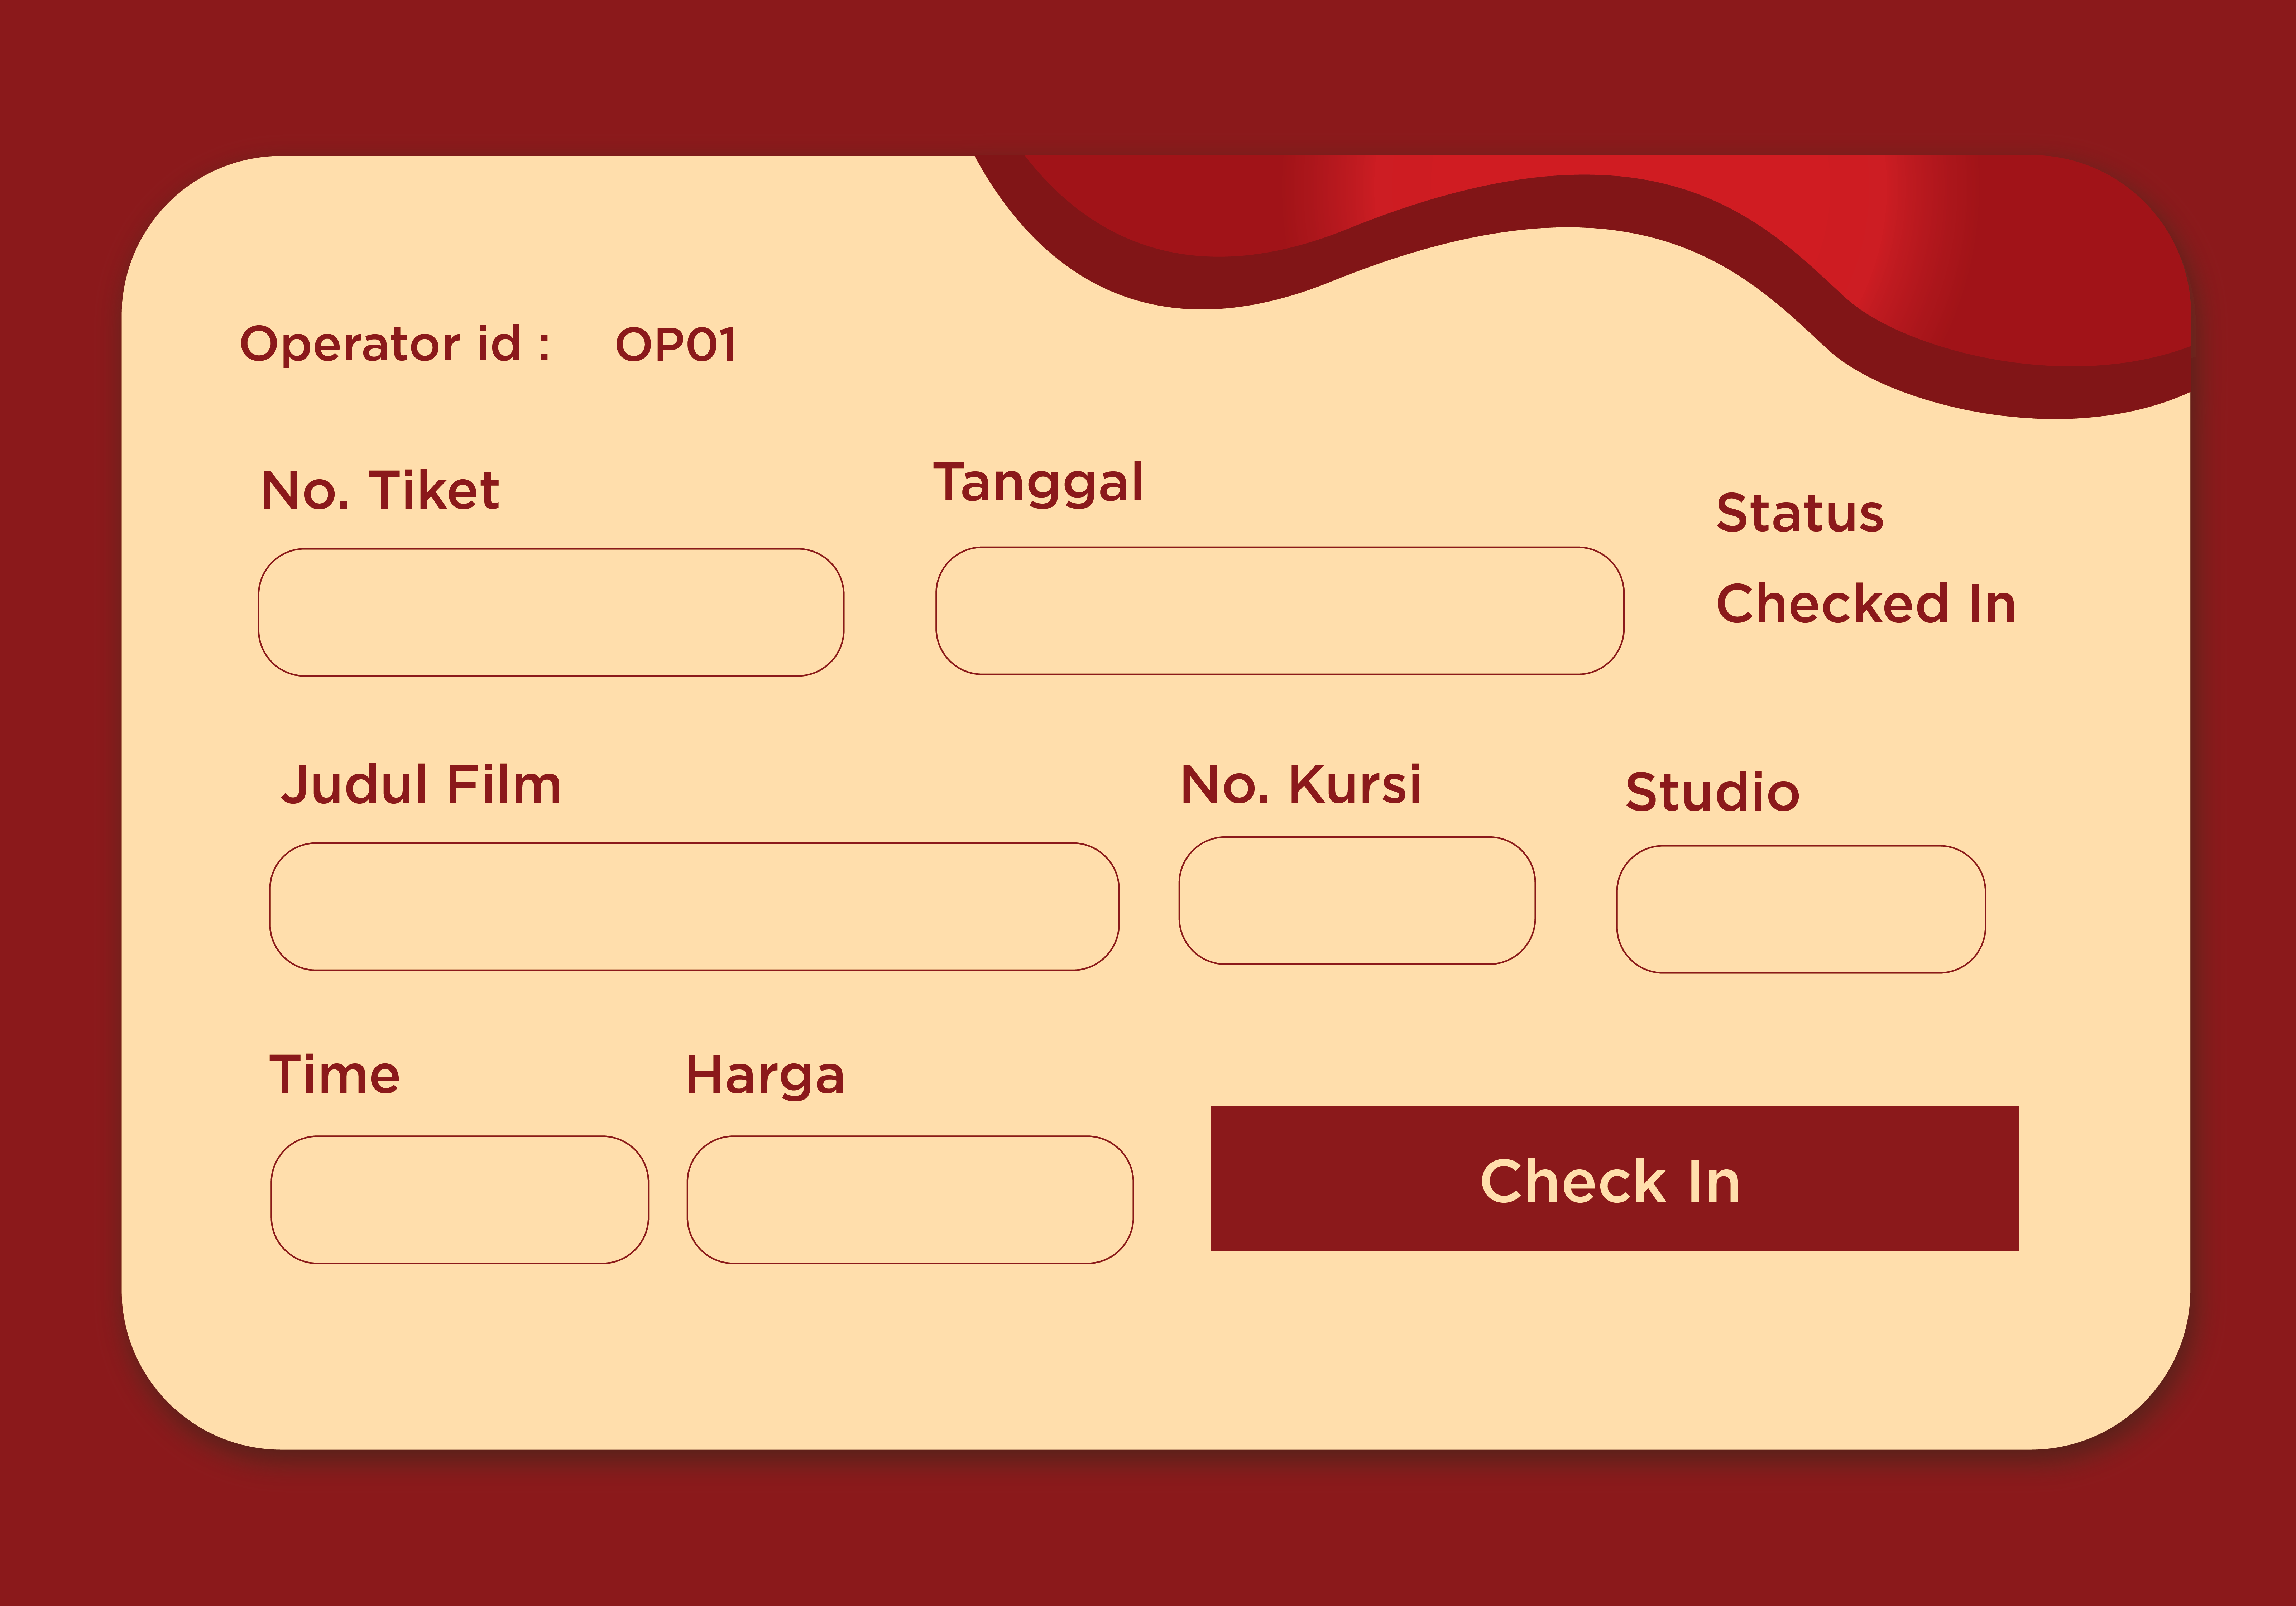 Operator id : OP01
No. Tiket
Tanggal
Status
Checked In
Judul Film
No. Kursi
Studio
Time
Harga
Check In